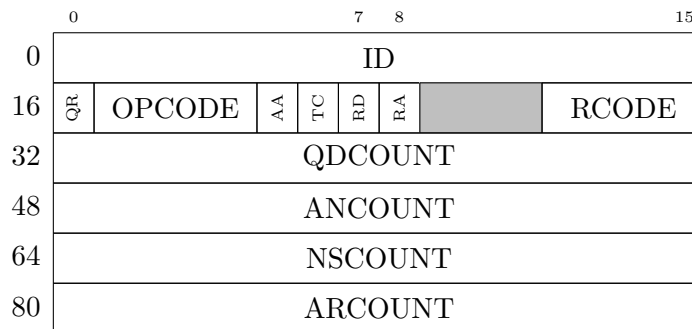 0 7 8 15
0 ID
16 QR OPCODE AA TC RD RA RCODE
32 QDCOUNT
48 ANCOUNT
64 NSCOUNT
80 ARCOUNT